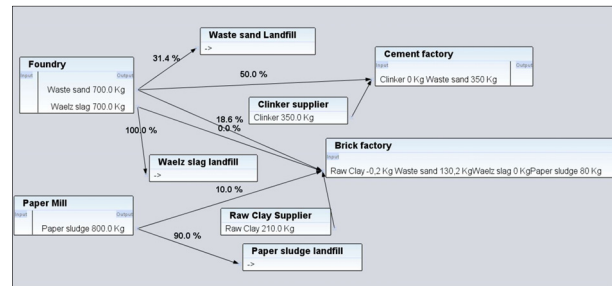 Waste sand Landfill
->
31.4 %
Foundry
Input
Output
Waste sand 700.0 Kg
Waelz slag 700.0 Kg
50.0 %
Cement factory
Input
Output
Clinker 0 Kg Waste sand 350 Kg
Clinker supplier
Clinker 350.0 Kg
18.6 %
0.0 %
100.0 %
Brick factory
Input
Raw Clay -0,2 Kg Waste sand 130,2 KgWaelz slag 0 KgPaper sludge 80 Kg
Waelz slag landfill
->
10.0 %
Paper Mill
Input
Output
Paper sludge 800.0 Kg
Raw Clay Supplier
Raw Clay 210.0 Kg
90.0 %
Paper sludge landfill
->